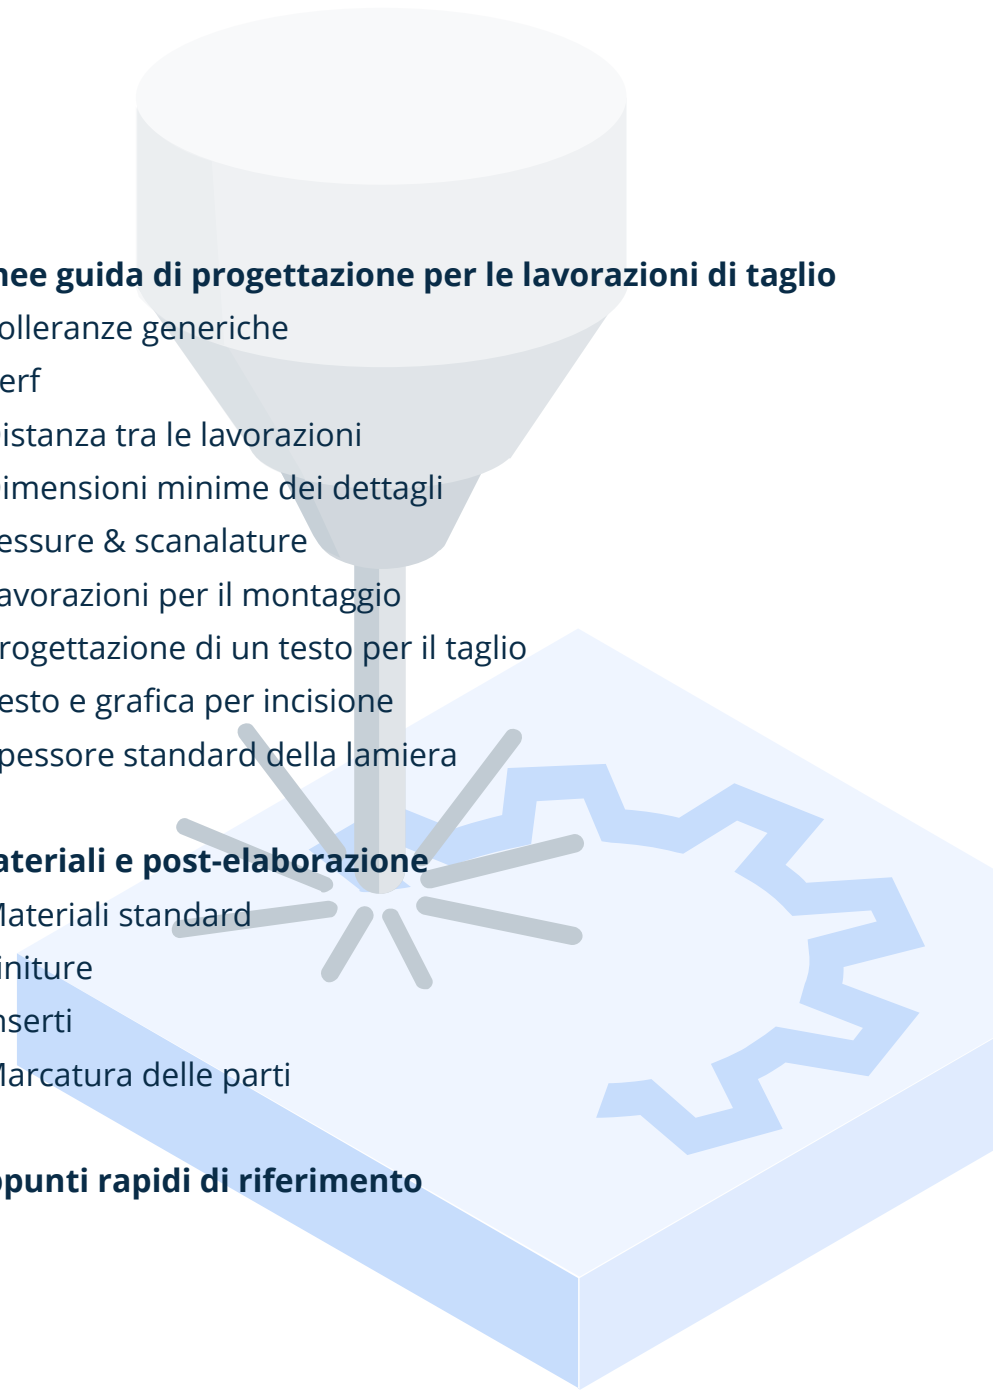 nee guida di progettazione per le lavorazioni di taglio
olleranze generiche
erf
istanza tra le lavorazioni
imensioni minime dei dettagli
essure & scanalature
avorazioni per il montaggio
rogettazione di un testo per il taglio
esto e grafica per incisione
pessore standard della lamiera
ateriali e post-elaborazione
Materiali standard
initure
nserti
Marcatura delle parti
ppunti rapidi di riferimento